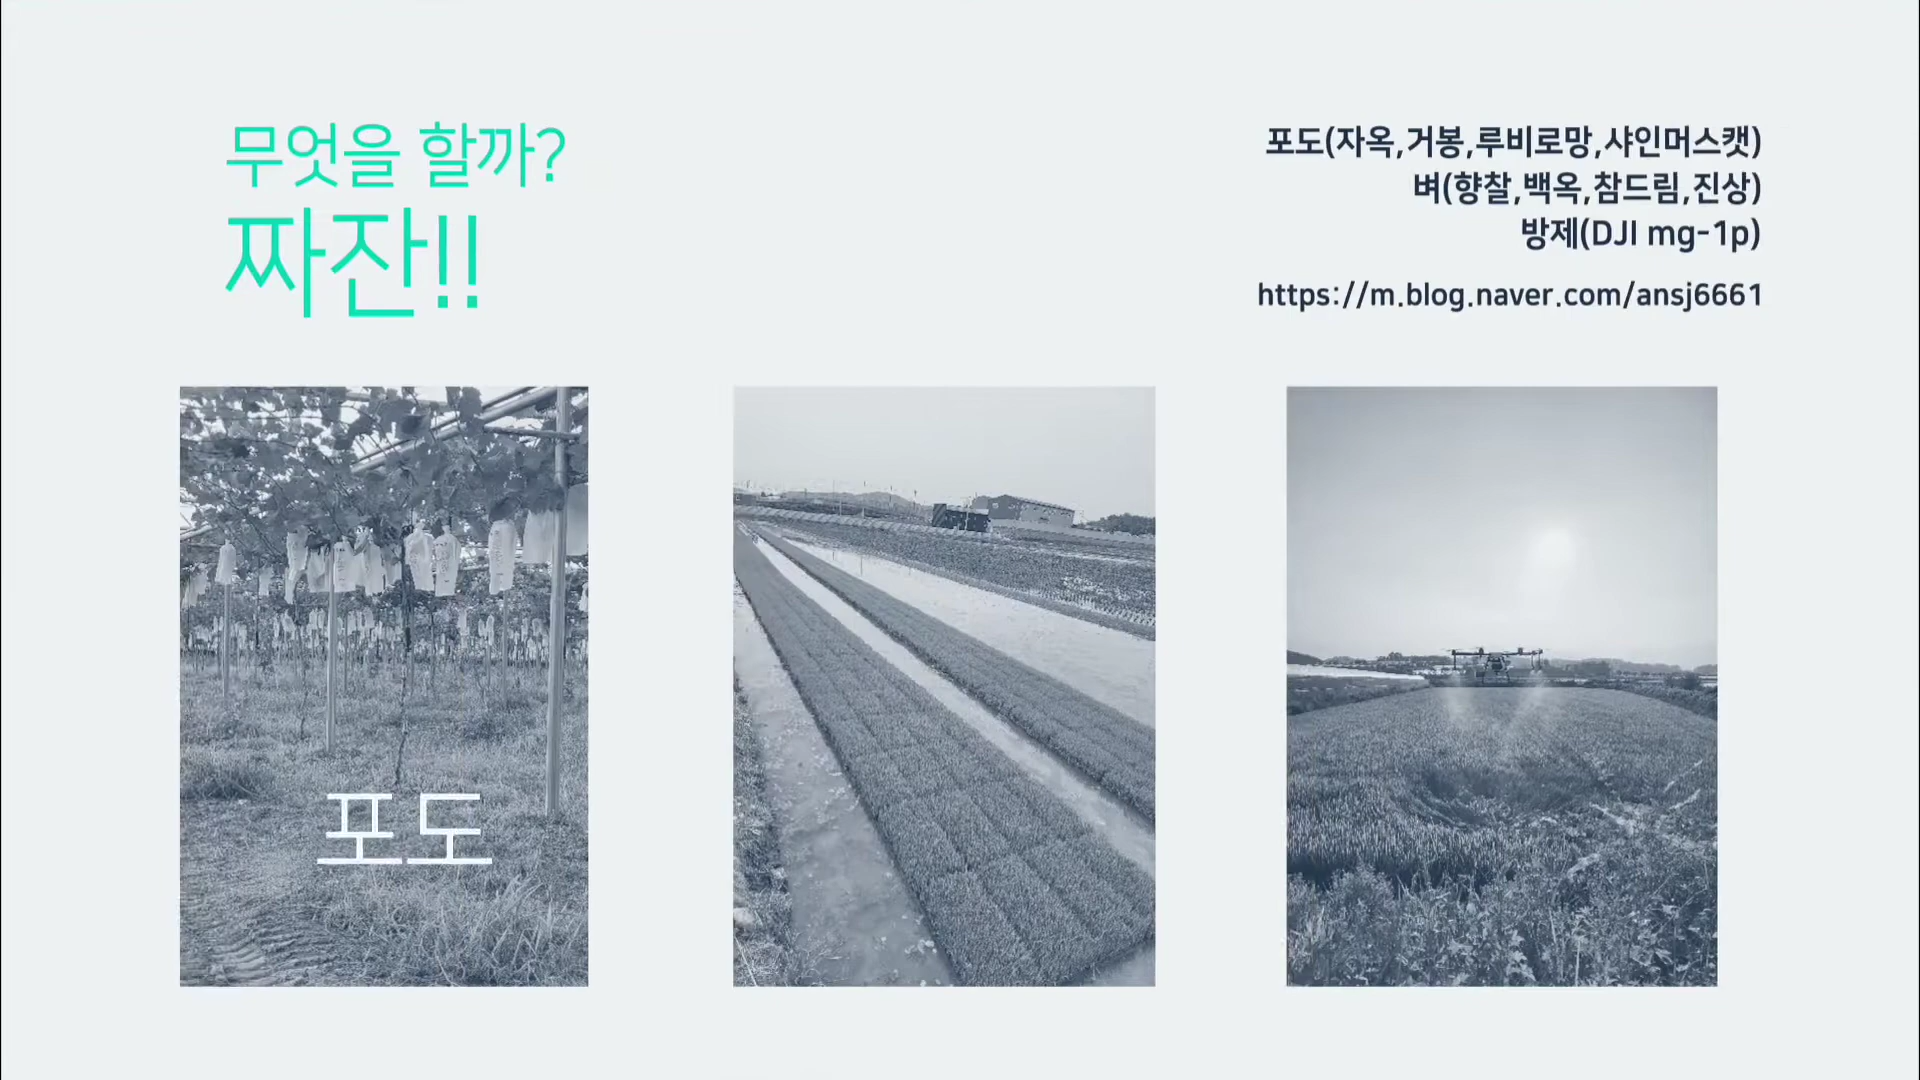 무엇을 할까?
짜잔!!
포도(자옥,거봉,루비로망,샤인머스캣)
벼(향찰,백옥,참드림,진상)
방제(DJI mg-1p)
https://m.blog.naver.com/ansj6661
포도